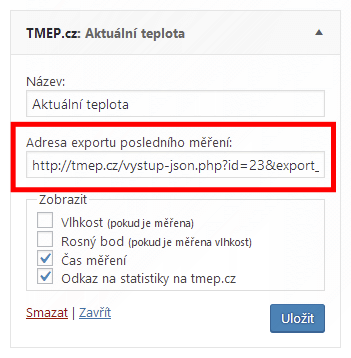 TMEP.cz: Aktuální teplota
Název:
Aktuální teplota
Adresa exportu posledního měření:
http://tmep.cz/vystup-json.php?id=23&export_
Zobrazit
Vlhkost (pokud je měřena)
Rosný bod (pokud je měřena vlhkost)
Čas měření
Odkaz na statistiky na tmep.cz
Smazat | Zavřít
Uložit